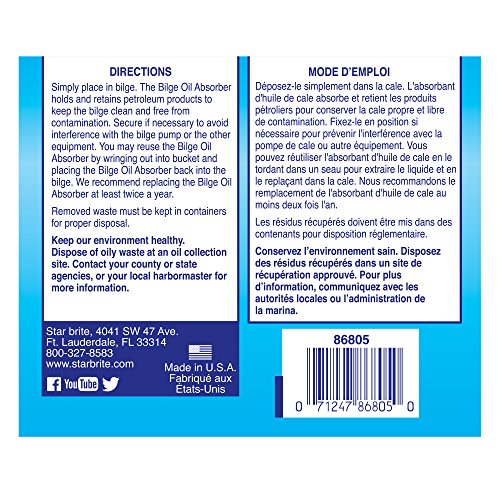 DIRECTIONS
Simply place in bilge. The Bilge Oil Absorber
holds and retains petroleum products to
keep the bilge clean and free from
contamination. Secure if necessary to avoid
interference with the bilge pump or the other
equipment. You may reuse the Bilge Oil
Absorber by wringing out into bucket and
placing the Bilge Oil Absorber back into the
bilge. We recommend replacing the Bilge Oil
Absorber at least twice a year.
Removed waste must be kept in containers
for proper disposal.
Keep our environment healthy.
Dispose of oily waste at an oil collection
site. Contact your county or state
agencies, or your local harbormaster for
more information.
Star brite, 4041 SW 47 Ave.
Ft. Lauderdale, FL 33314
800-327-8583
www.starbrite.com
f YouTube
Made in U.S.A.
Fabriqué aux
États-Unis
MODE D'EMPLOI
Déposez-le simplement dans la cale. L'absorbant
d'huile de cale absorbe et retient les produits
pétroliers pour conserver la cale propre et libre
de contamination. Fixez-le en position si
nécessaire pour prévenir l'interférence avec la
pompe de cale ou autre équipement. Vous
pouvez réutiliser l'absorbant d'huile de cale en le
tordant dans un seau pour extraire le liquide et en
le replaçant dans la cale. Nous recommandons le
remplacement de l'absorbant d'huile de cale au
moins deux fois l'an.
Les résidus récupérés doivent être mis dans des
contenants pour disposition réglementaire.
Conservez l'environnement sain. Disposez
des résidus récupérés dans un site de
récupération approuvé. Pour plus
d'information, communiquez avec les
autorités locales ou l'administration de
la marina.
86805
0 71247 86805 0